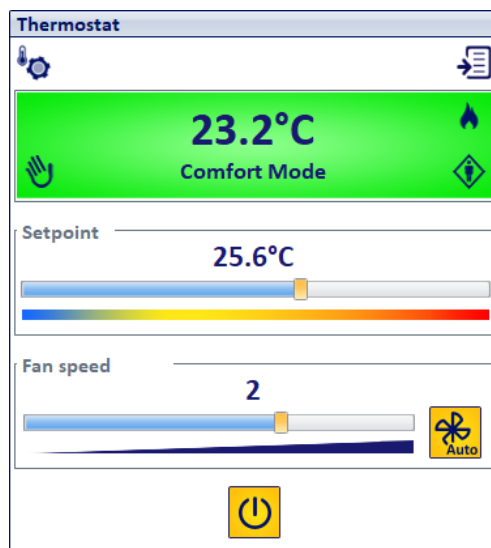 Thermostat
23.2°C
Comfort Mode
Setpoint
25.6°C
Fan speed
2
Auto